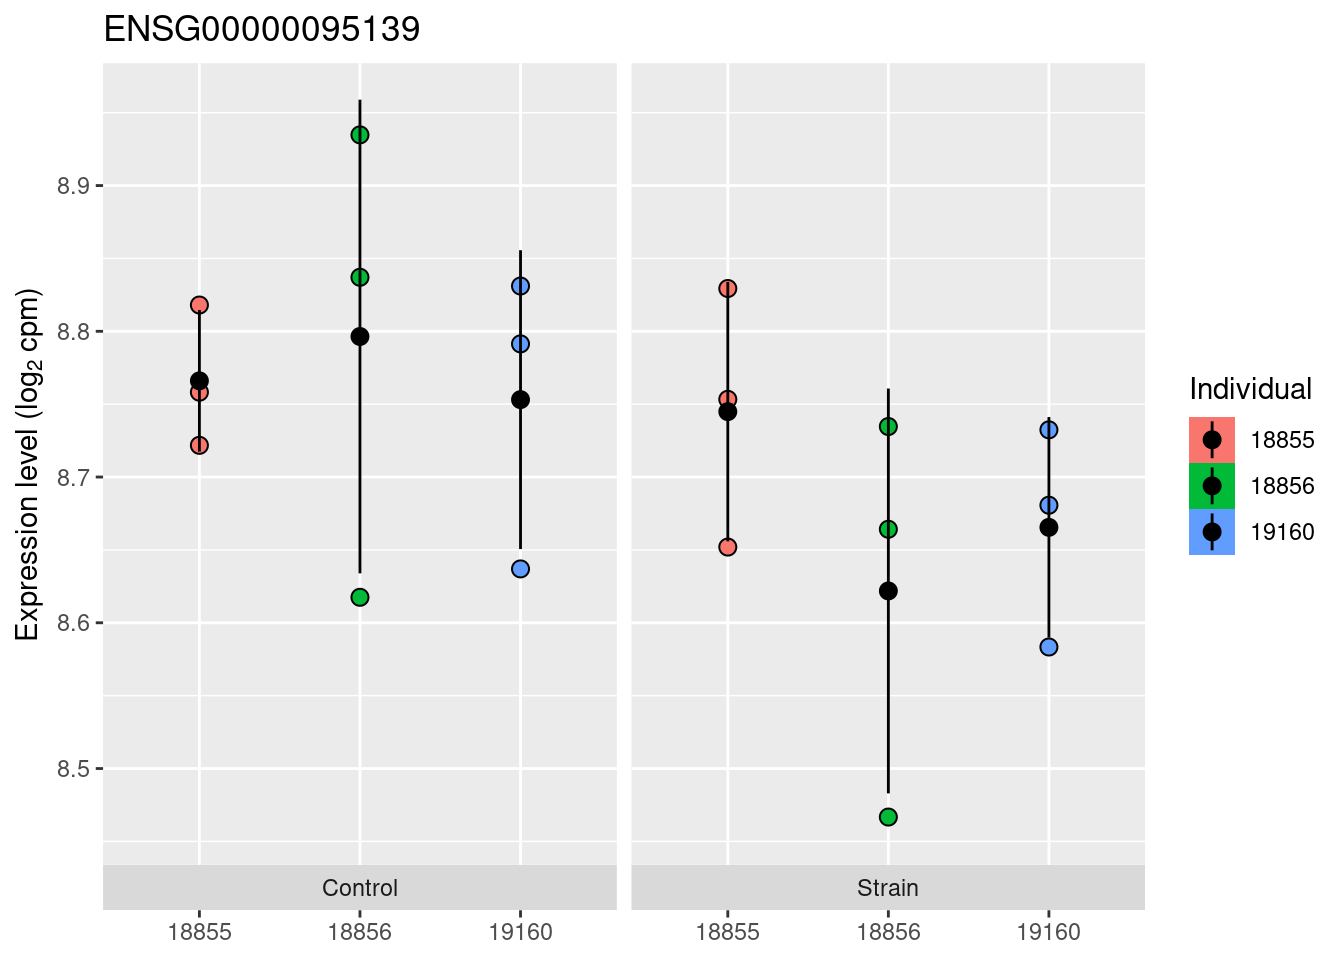 ENSG00000095139
Expression level (log₂ cpm)
8.9
8.8
8.7
8.6
8.5
Control
Strain
18855
18856
19160
18855
18856
19160
Individual
18855
18856
19160